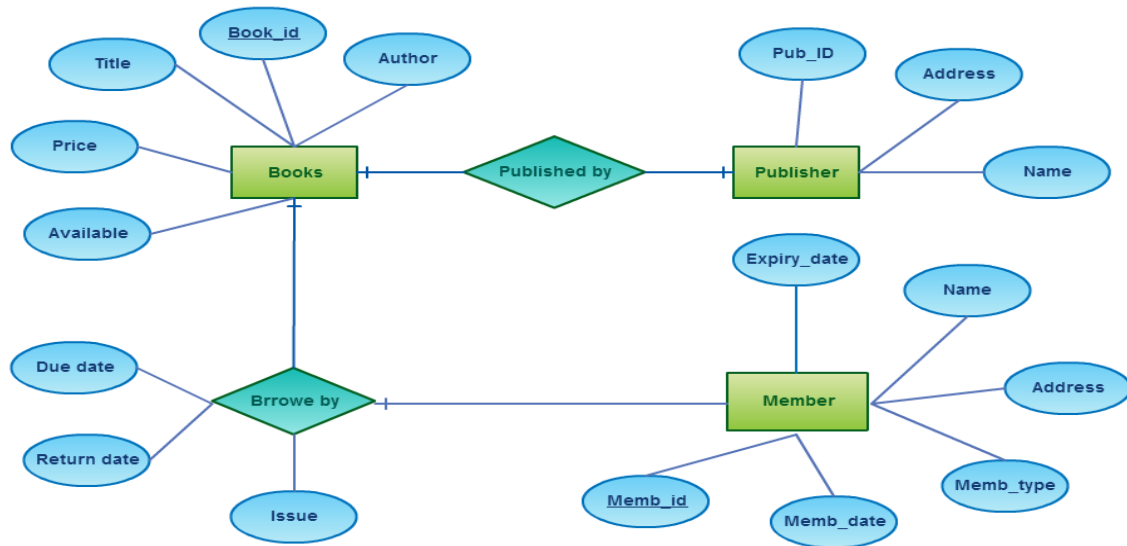 Book_id
Title
Author
Pub_ID
Address
Price
Books
Published by
Publisher
Name
Available
Expiry_date
Name
Due date
Brrowe by
Member
Address
Return date
Memb_type
Issue
Memb_id
Memb_date